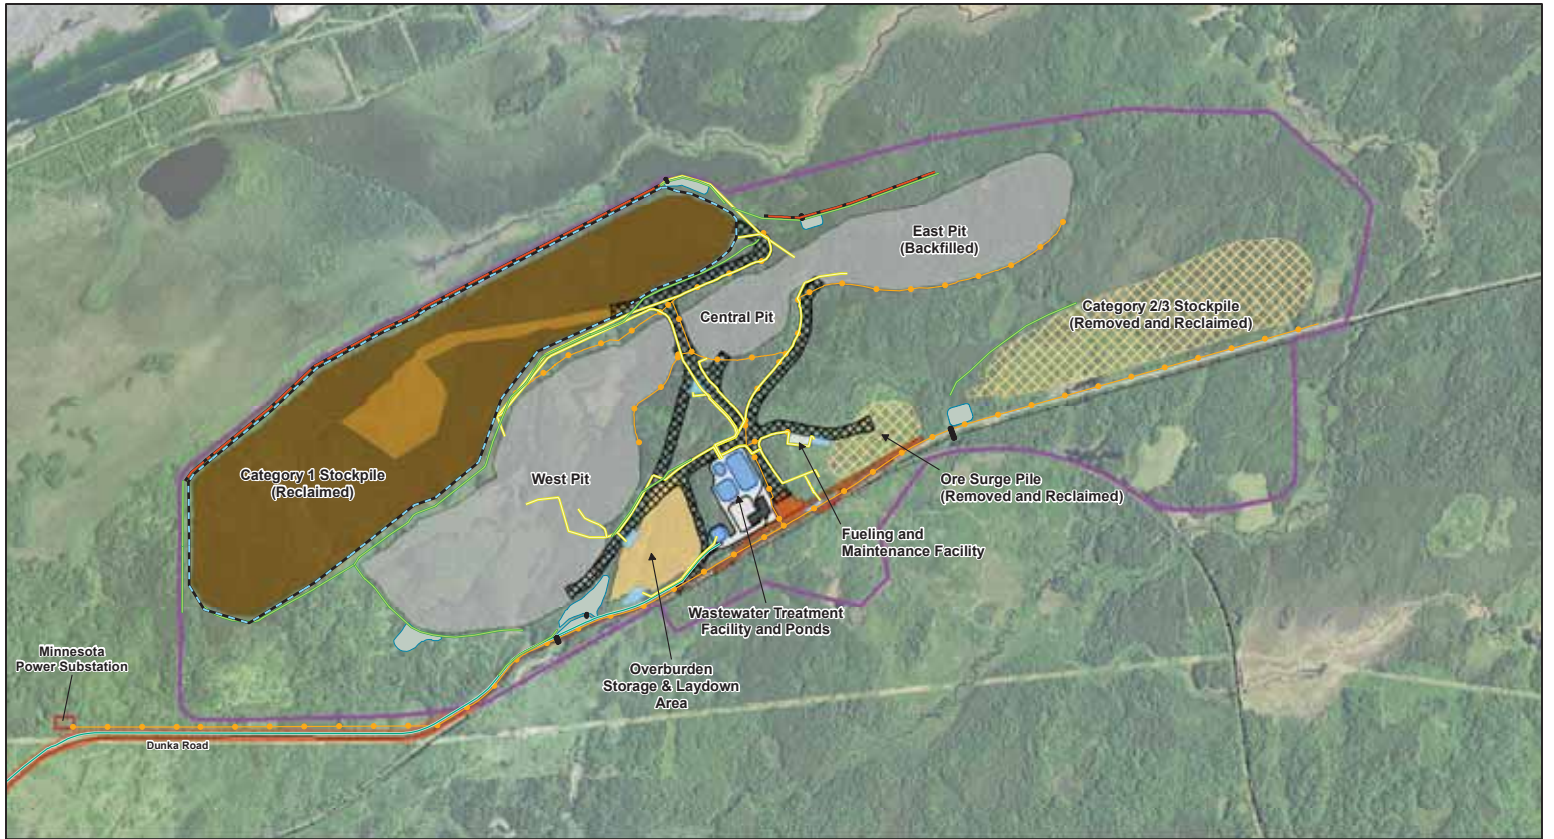 East Pit
(Backfilled)
Category 2/3 Stockpile
(Removed and Reclaimed)
Central Pit
Category 1 Stockpile
(Reclaimed)
West Pit
Ore Surge Pile
(Removed and Reclaimed)
Fueling and
Maintenance Facility
Wastewater Treatment
Facility and Ponds
Overburden
Storage & Laydown
Area
Minnesota
Power Substation
Dunka Road